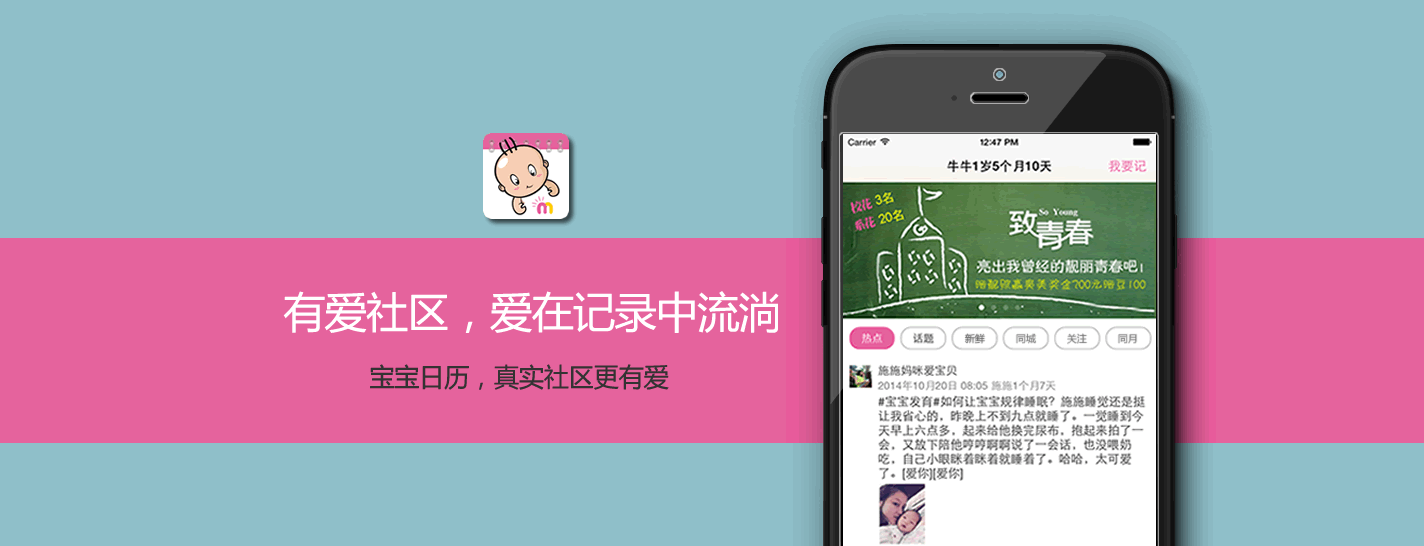 m
有爱社区，爱在记录中流淌
宝宝日历，真实社区更有爱
Carrier
12:47 PM
牛牛1岁5个月10天
我要记
校花 3名
系花 20名
So Young
致青春
亮出我曾经的靓丽青春吧!
热点
话题
新鲜
同城
关注
同月
施施妈咪爱宝贝
2014年10月20日 08:05 施施1个月7天
#宝宝发育#如何让宝宝规律睡眠？施施睡觉还是挺
让我省心的，昨晚上不到九点就睡了。一觉睡到今
天早上六点多，起来给他换完尿布，抱起来拍了一
会，又放下陪他哼哼啊啊说了一会话，也没喂奶
吃，自己小眼眯着眯着就睡着了。哈哈，太可爱
了。[爱你][爱你]